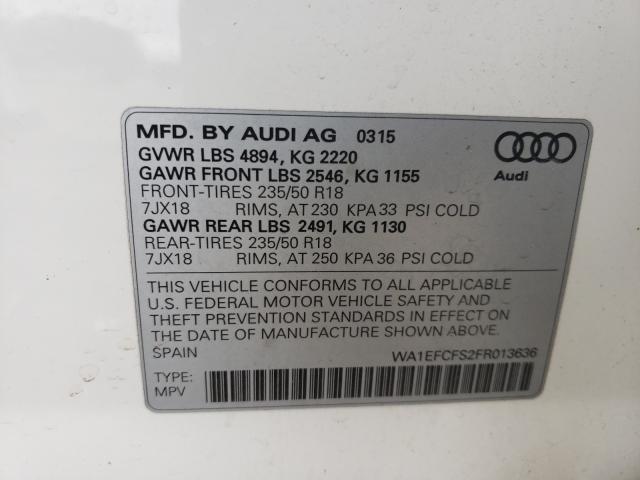 MFD. BY AUDI AG 0315
GVWR LBS 4894, KG 2220
GAWR FRONT LBS 2546, KG 1155
FRONT-TIRES 235/50 R18
7JX18 RIMS, AT 230 KPA 33 PSI COLD
GAWR REAR LBS 2491, KG 1130
REAR-TIRES 235/50 R18
7JX18 RIMS, AT 250 KPA 36 PSI COLD
Audi
THIS VEHICLE CONFORMS TO ALL APPLICABLE
U.S. FEDERAL MOTOR VEHICLE SAFETY AND
THEFT PREVENTION STANDARDS IN EFFECT ON
THE DATE OF MANUFACTURE SHOWN ABOVE.
SPAIN WA1EFCFS2FR013636
TYPE:
MPV